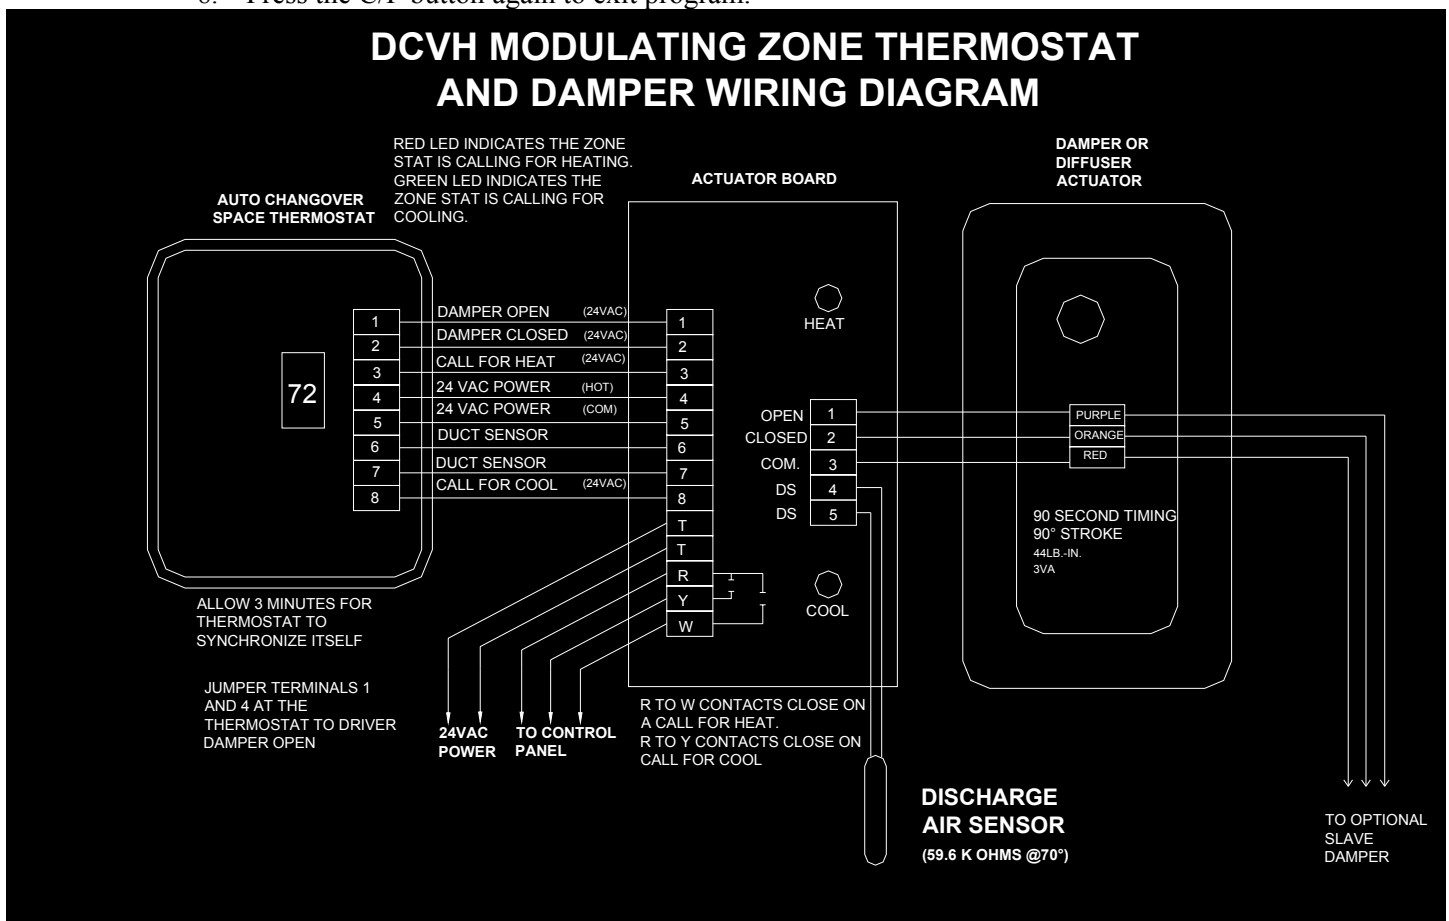 6. Press the C/F button again to exit program.
DCVH MODULATING ZONE THERMOSTAT
AND DAMPER WIRING DIAGRAM
RED LED INDICATES THE ZONE
STAT IS CALLING FOR HEATING.
GREEN LED INDICATES THE
ZONE STAT IS CALLING FOR
COOLING.
AUTO CHANGOVER
SPACE THERMOSTAT
ACTUATOR BOARD
DAMPER OR
DIFFUSER
ACTUATOR
72
1
2
3
4
5
6
7
8
DAMPER OPEN (24VAC)
DAMPER CLOSED (24VAC)
CALL FOR HEAT (24VAC)
24 VAC POWER (HOT)
24 VAC POWER (COM)
DUCT SENSOR
DUCT SENSOR
CALL FOR COOL (24VAC)
1
2
3
4
5
6
7
8
T
T
R
Y
W
HEAT
OPEN 1
CLOSED 2
COM. 3
DS 4
DS 5
COOL
PURPLE
ORANGE
RED
90 SECOND TIMING
90° STROKE
44LB.-IN.
3VA
ALLOW 3 MINUTES FOR
THERMOSTAT TO
SYNCHRONIZE ITSELF
JUMPER TERMINALS 1
AND 4 AT THE
THERMOSTAT TO DRIVER
DAMPER OPEN
24VAC
POWER
TO CONTROL
PANEL
R TO W CONTACTS CLOSE ON
A CALL FOR HEAT.
R TO Y CONTACTS CLOSE ON
CALL FOR COOL
DISCHARGE
AIR SENSOR
(59.6 K OHMS @70°)
TO OPTIONAL
SLAVE
DAMPER